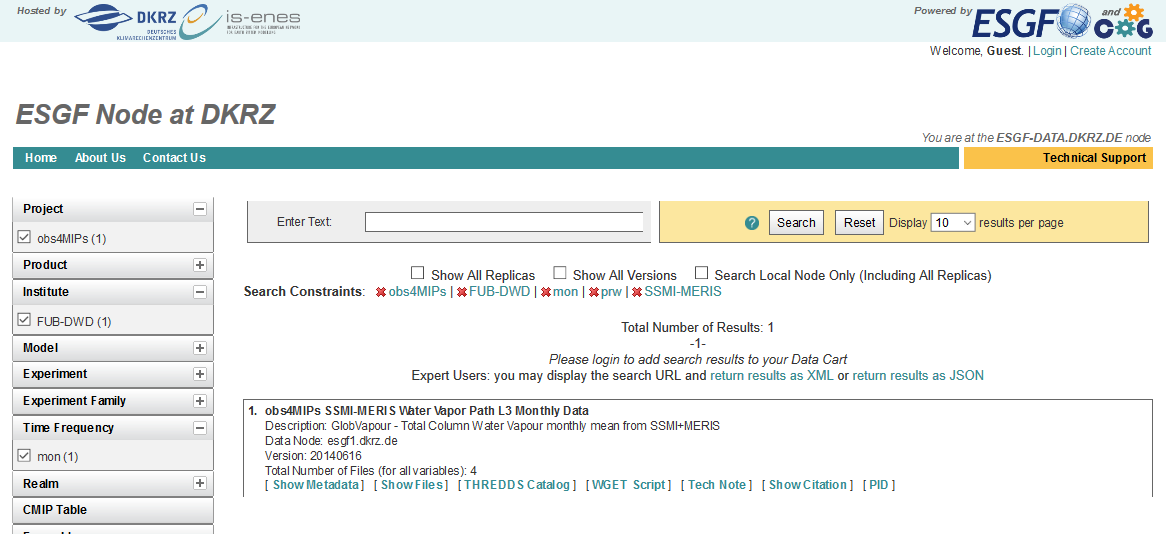 Hosted by DKRZ DEUTSCHES KLIMARECHENZENTRUM is-enes
Powered by ESGF and COG
Welcome, Guest. | Login | Create Account
ESGF Node at DKRZ
You are at the ESGF-DATA.DKRZ.DE node
Home About Us Contact Us Technical Support
Project
obs4MIPs (1)
Product
Institute
FUB-DWD (1)
Model
Experiment
Experiment Family
Time Frequency
mon (1)
Realm
CMIP Table
Enter Text:
Search Reset Display 10 results per page
Show All Replicas Show All Versions Search Local Node Only (Including All Replicas)
Search Constraints: obs4MIPs | FUB-DWD | mon | prw | SSMI-MERIS
Total Number of Results: 1
-1-
Please login to add search results to your Data Cart
Expert Users: you may display the search URL and return results as XML or return results as JSON
1. obs4MIPs SSMI-MERIS Water Vapor Path L3 Monthly Data
Description: GlobVapour - Total Column Water Vapour monthly mean from SSMI+MERIS
Data Node: esgf1.dkrz.de
Version: 20140616
Total Number of Files (for all variables): 4
[ Show Metadata ] [ Show Files ] [ THREDDS Catalog ] [ WGET Script ] [ Tech Note ] [ Show Citation ] [ PID ]